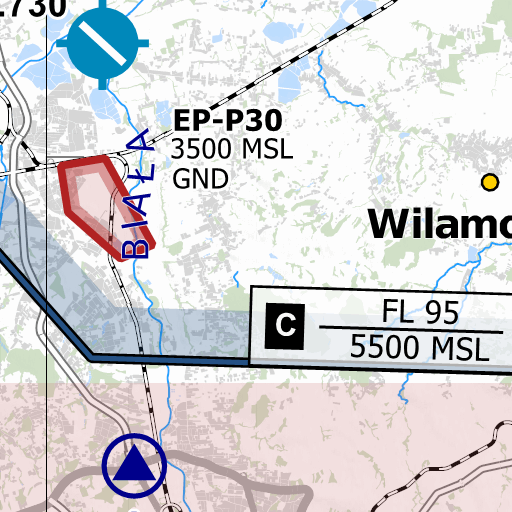 .730
EP-P30
3500 MSL
GND
BIAŁA
Wilamo
C
FL 95
5500 MSL